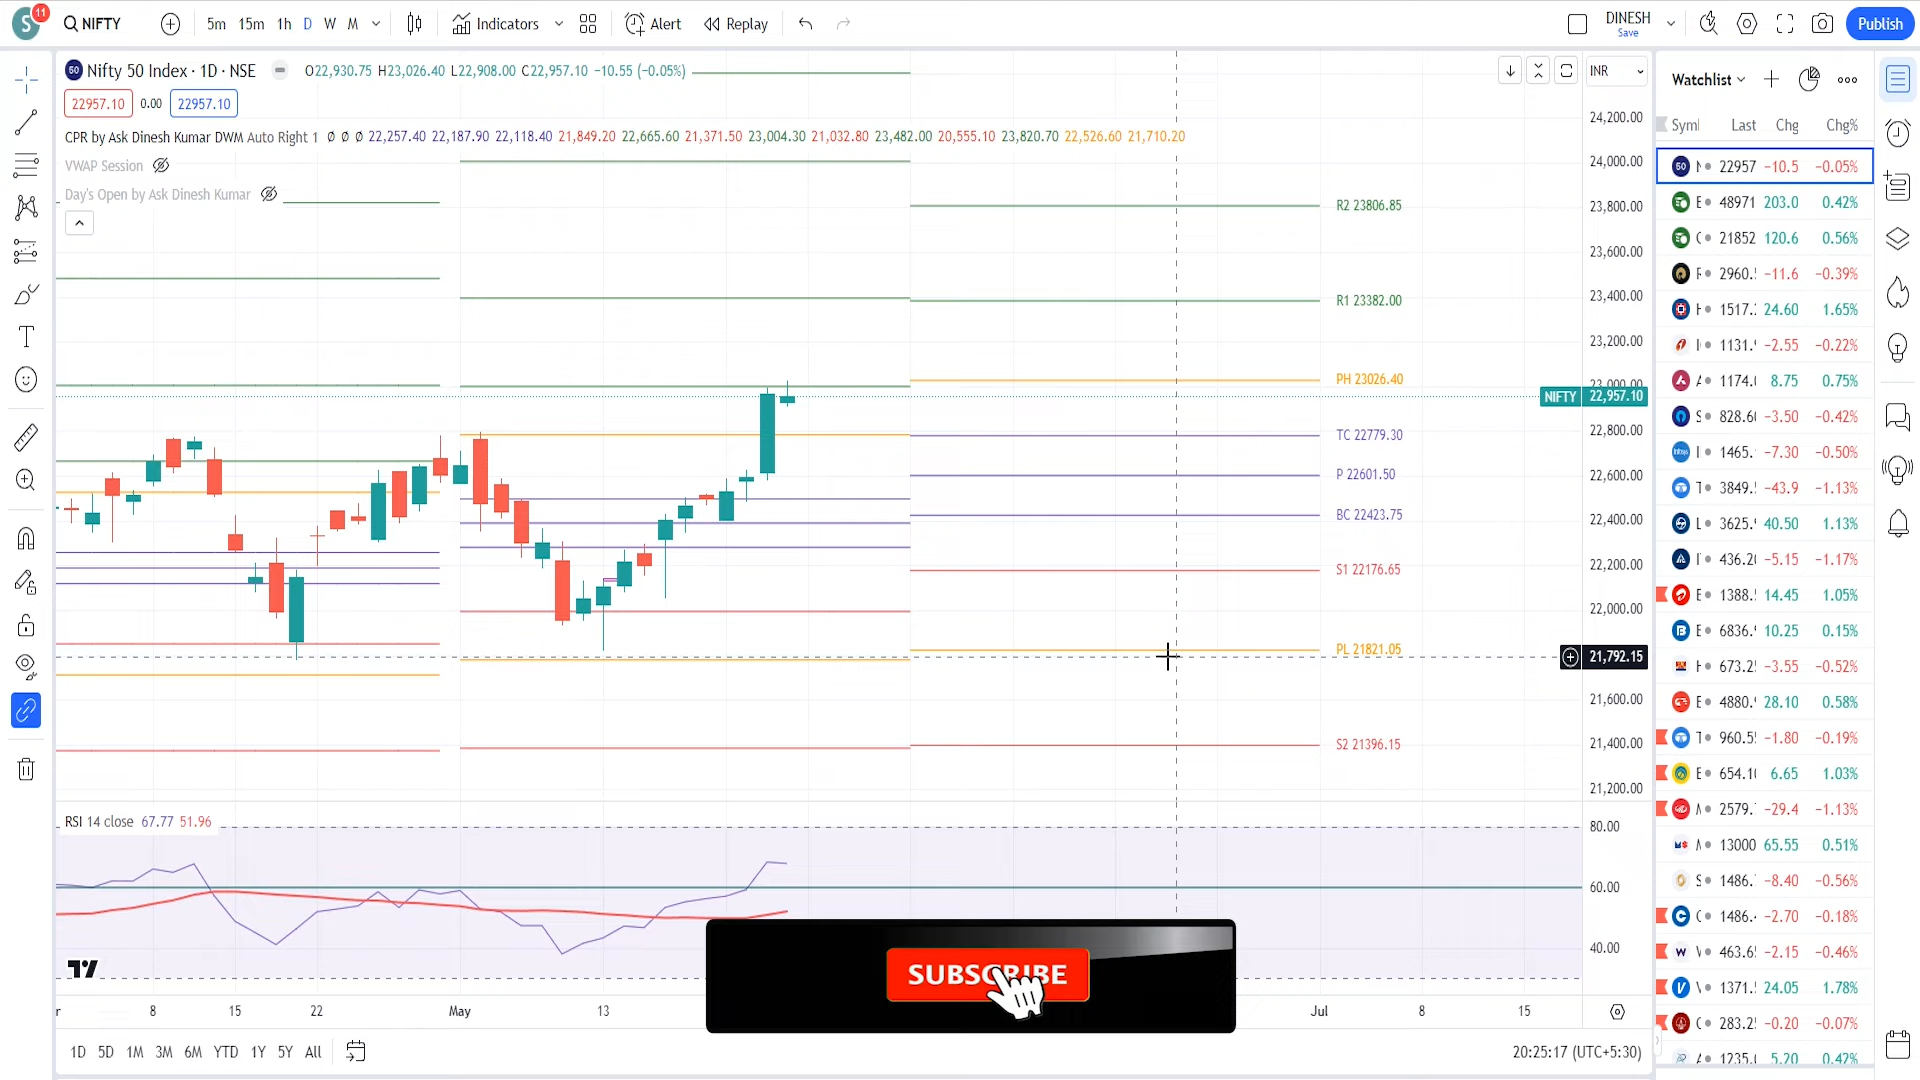 S 11 NIFTY 5m 15m 1h D W M Indicators Alert Replay DINESH Save Publish
50 Nifty 50 Index · 1D · NSE O22,930.75 H23,026.40 L22,908.00 C22,957.10 −10.55 (−0.05%) INR
22957.10 0.00 22957.10
CPR by Ask Dinesh Kumar DWM Auto Right 1 Ø Ø Ø 22,257.40 22,187.90 22,118.40 21,849.20 22,665.60 21,371.50 23,004.30 21,032.80 23,482.00 20,555.10 23,820.70 22,526.60 21,710.20
VWAP Session
Day's Open by Ask Dinesh Kumar
R2 23806.85
R1 23382.00
PH 23026.40
TC 22779.30
P 22601.50
BC 22423.75
S1 22176.65
PL 21821.05
S2 21396.15
24,200.00
24,000.00
23,800.00
23,600.00
23,400.00
23,200.00
23,000.00
NIFTY 22,957.10
22,800.00
22,600.00
22,400.00
22,200.00
22,000.00
21,792.15
21,600.00
21,400.00
21,200.00
RSI 14 close 67.77 51.96
80.00
60.00
40.00
SUBSCRIBE
8 15 22 May 13 Jul 8 15
1D 5D 1M 3M 6M YTD 1Y 5Y All
20:25:17 (UTC+5:30)
Watchlist
Last Chg Chg%
50 22957 −10.5 −0.05%
48971 203.0 0.42%
21852 120.6 0.56%
2960. −11.6 −0.39%
1517. 24.60 1.65%
1131. −2.55 −0.22%
1174. 8.75 0.75%
828.6 −3.50 −0.42%
1465. −7.30 −0.50%
3849. −43.9 −1.13%
3625. 40.50 1.13%
436.2 −5.15 −1.17%
1388. 14.45 1.05%
6836. 10.25 0.15%
673.2 −3.55 −0.52%
4880. 28.10 0.58%
960.5 −1.80 −0.19%
654.1 6.65 1.03%
2579. −29.4 −1.13%
13000 65.55 0.51%
1486. −8.40 −0.56%
1486. −2.70 −0.18%
463.6 −2.15 −0.46%
1371. 24.05 1.78%
283.2 −0.20 −0.07%
1235. 5.20 0.42%